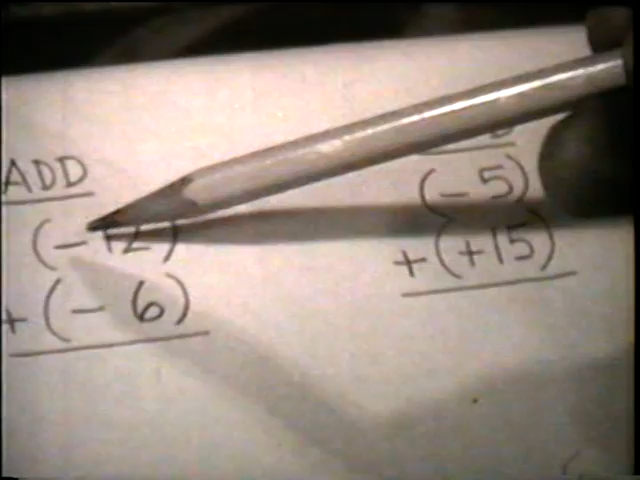 ADD
(-12)
+(- 6)
(-5)
+(+15)